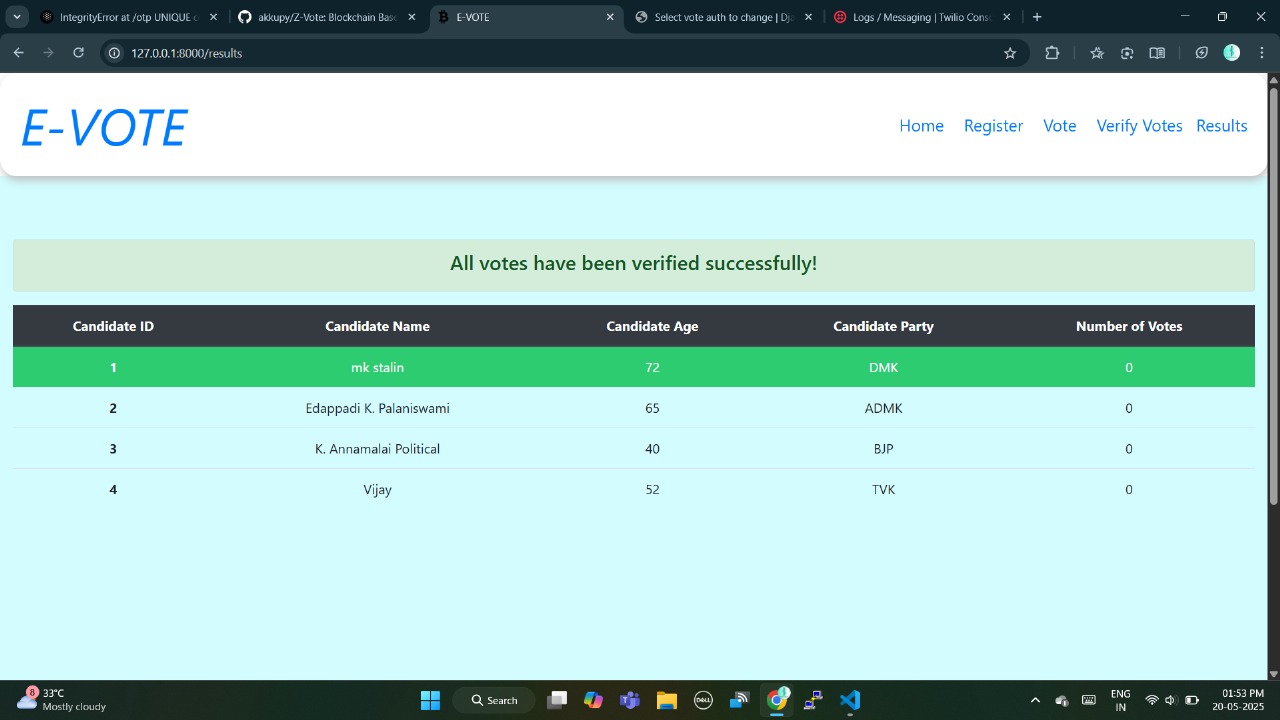 IntegrityError at /otp UNIQUE
akkupy/Z-Vote: Blockchain Bas
E-VOTE
Select vote auth to change | Dj
Logs / Messaging | Twilio Cons
127.0.0.1:8000/results
E-VOTE
Home Register Vote Verify Votes Results
All votes have been verified successfully!
Candidate ID Candidate Name Candidate Age Candidate Party Number of Votes
1 mk stalin 72 DMK 0
2 Edappadi K. Palaniswami 65 ADMK 0
3 K. Annamalai Political 40 BJP 0
4 Vijay 52 TVK 0
8
33°C
Mostly cloudy
Search
DELL
ENG
IN
01:53 PM
20-05-2025